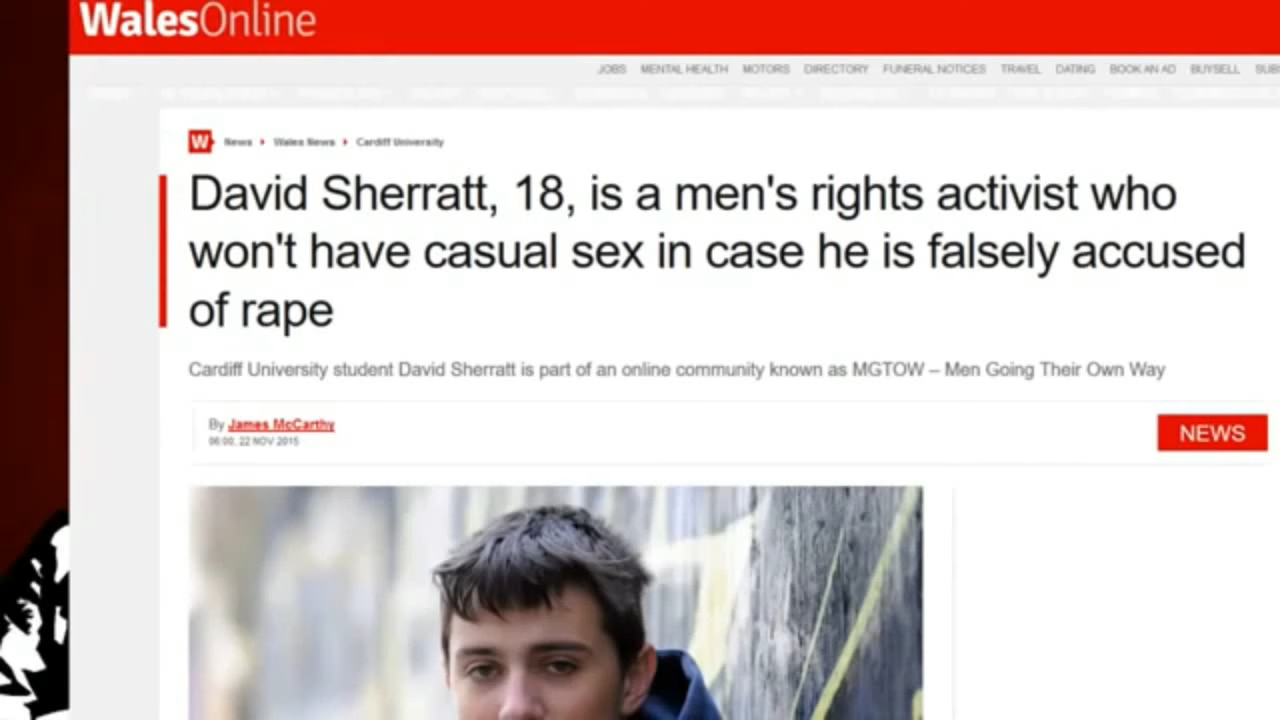 WalesOnline
JOBS MENTAL HEALTH MOTORS DIRECTORY FUNERAL NOTICES TRAVEL DATING BOOK AN AD BUYSELL
W News Wales News Cardiff University
David Sherratt, 18, is a men's rights activist who
won't have casual sex in case he is falsely accused
of rape
Cardiff University student David Sherratt is part of an online community known as MGTOW – Men Going Their Own Way
By James McCarthy
06:00, 22 NOV 2015
NEWS